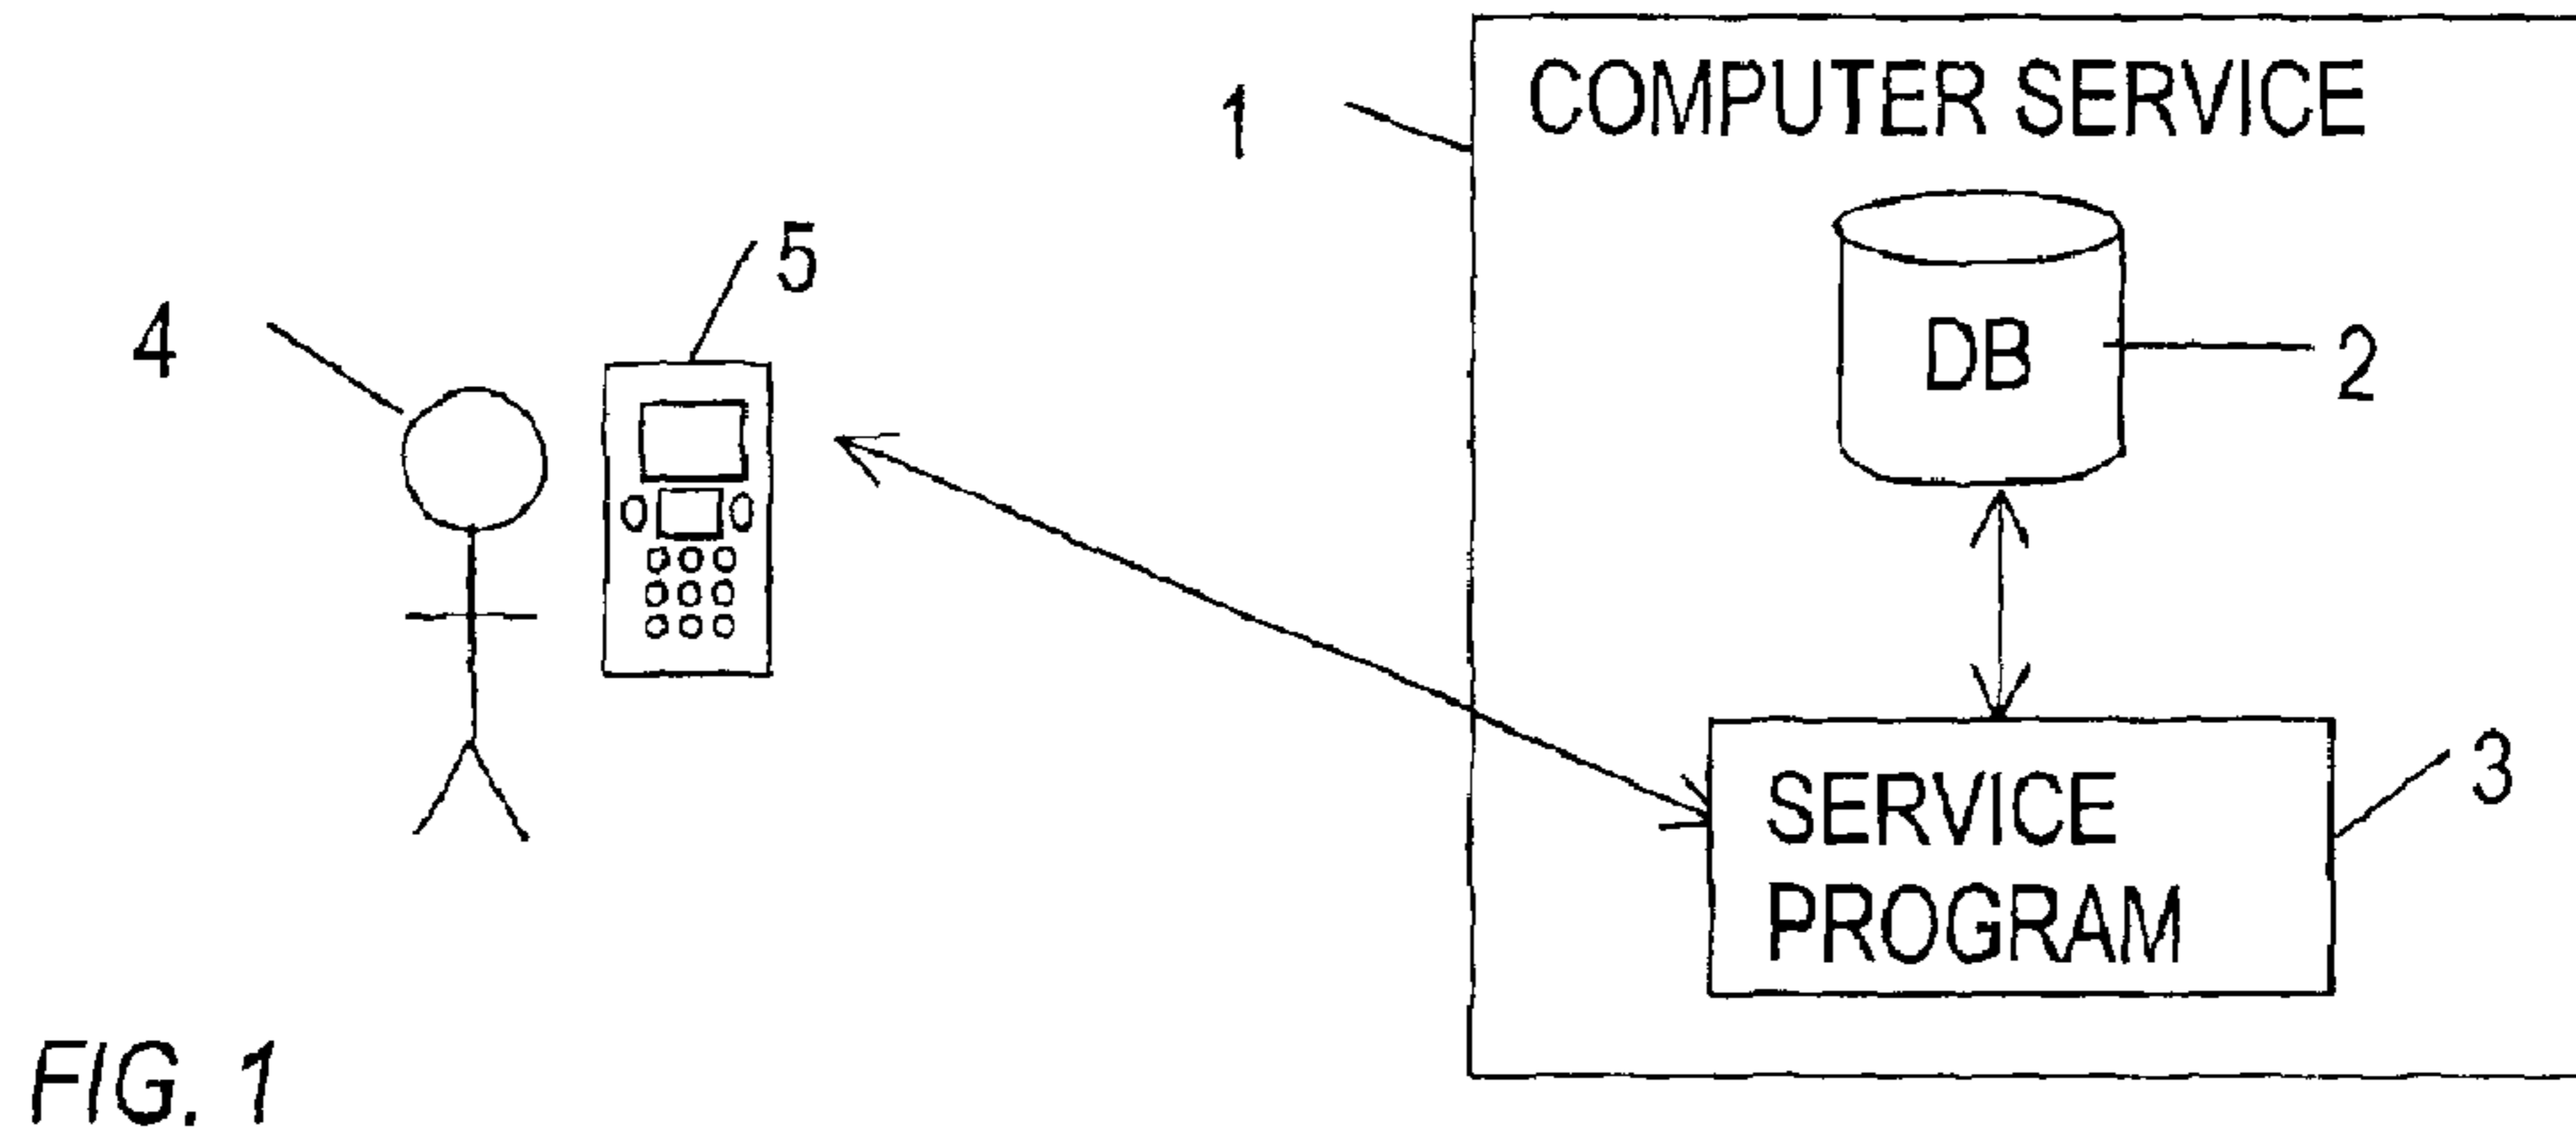 COMPUTER SERVICE
1
5
4
DB
2
3
SERVICE
PROGRAM
FIG. 1